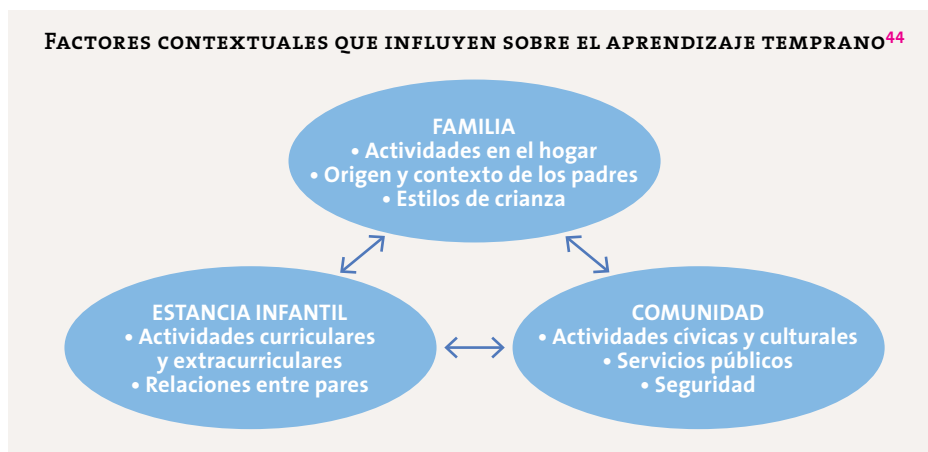 FACTORES CONTEXTUALES QUE INFLUYEN SOBRE EL APRENDIZAJE TEMPRANO44
FAMILIA
• Actividades en el hogar
• Origen y contexto de los padres
• Estilos de crianza
ESTANCIA INFANTIL
• Actividades curriculares
y extracurriculares
• Relaciones entre pares
COMUNIDAD
• Actividades cívicas y culturales
• Servicios públicos
• Seguridad